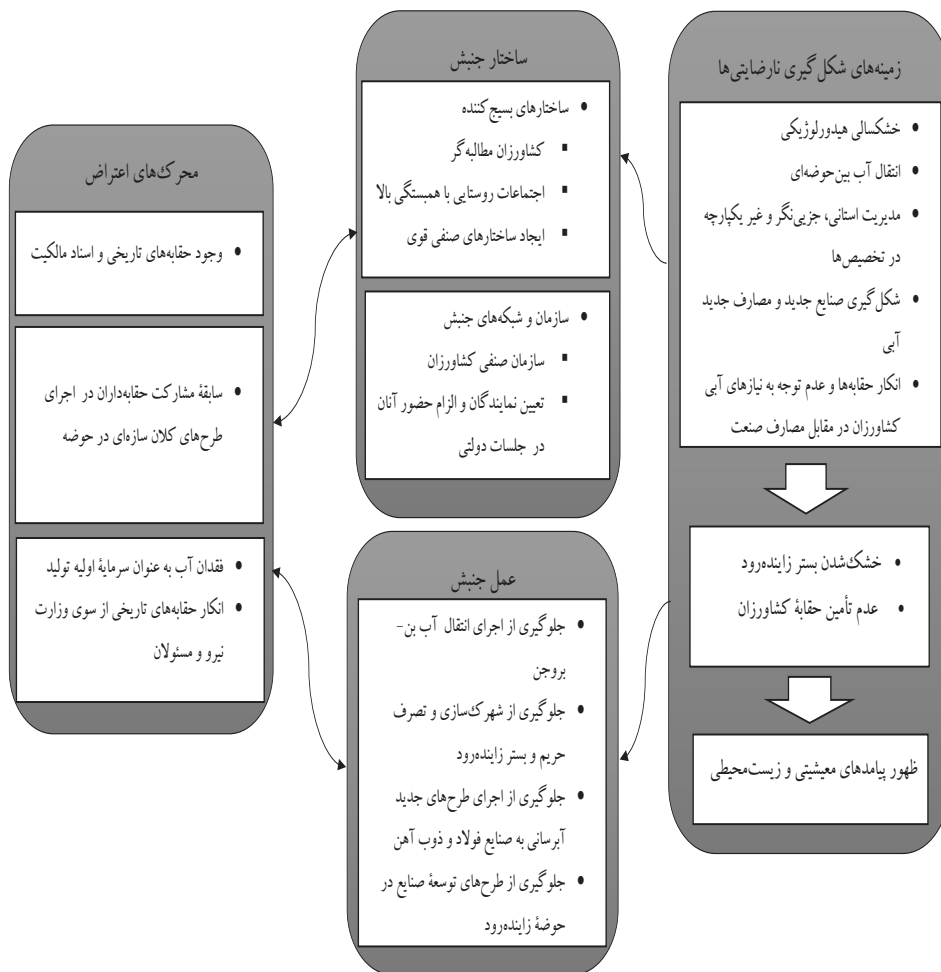 زمینه‌های شکل‌گیری نارضایتی‌ها
خشکسالی هیدورلوژیکی
انتقال آب بین‌حوضه‌ای
مدیریت استانی، جزیی‌نگر و غیر یکپارچه
در تخصیص‌ها
شکل‌گیری صنایع جدید و مصارف جدید
آبی
انکار حقابه‌ها و عدم توجه به نیازهای آبی
کشاورزان در مقابل مصارف صنعت
خشک‌شدن بستر زاینده‌رود
عدم تأمین حقابۀ کشاورزان
ظهور پیامدهای معیشتی و زیست‌محیطی
ساختار جنبش
ساختارهای بسیج‌کننده
کشاورزان مطالبه‌گر
اجتماعات روستایی با همبستگی بالا
ایجاد ساختارهای صنفی قوی
سازمان و شبکه‌های جنبش
سازمان صنفی کشاورزان
تعیین نمایندگان و الزام حضور آنان
در جلسات دولتی
عمل جنبش
جلوگیری از اجرای انتقال آب بن-
بروجن
جلوگیری از شهرک‌سازی و تصرف
حریم و بستر زاینده‌رود
جلوگیری از اجرای طرح‌های جدید
آبرسانی به صنایع فولاد و ذوب آهن
جلوگیری از طرح‌های توسعۀ صنایع در
حوضۀ زاینده‌رود
محرک‌های اعتراض
وجود حقابه‌های تاریخی و اسناد مالکیت
سابقۀ مشارکت حقابه‌داران در اجرای
طرح‌های کلان سازه‌ای در حوضه
فقدان آب به عنوان سرمایۀ اولیه تولید
انکار حقابه‌های تاریخی از سوی وزارت
نیرو و مسئولان